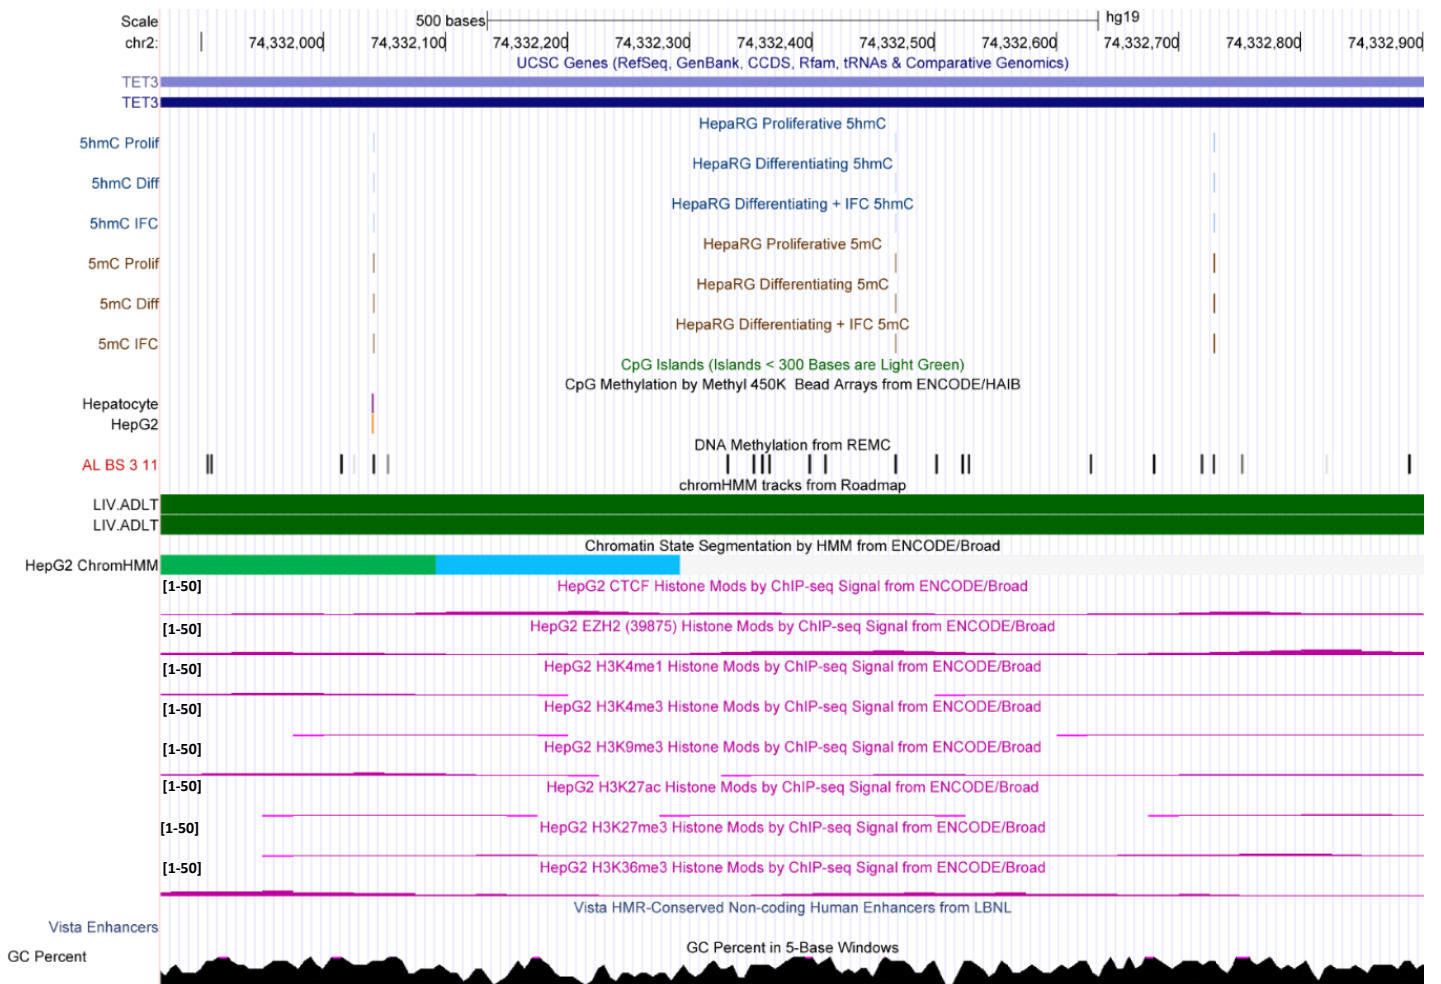 Scale 500 bases hg19
chr2: 74,332,000 74,332,100 74,332,200 74,332,300 74,332,400 74,332,500 74,332,600 74,332,700 74,332,800 74,332,900
UCSC Genes (RefSeq, GenBank, CCDS, Rfam, tRNAs & Comparative Genomics)
TET3
TET3
HepaRG Proliferative 5hmC
5hmC Prolif
HepaRG Differentiating 5hmC
5hmC Diff
HepaRG Differentiating + IFC 5hmC
5hmC IFC
HepaRG Proliferative 5mC
5mC Prolif
HepaRG Differentiating 5mC
5mC Diff
HepaRG Differentiating + IFC 5mC
5mC IFC
CpG Islands (Islands < 300 Bases are Light Green)
CpG Methylation by Methyl 450K Bead Arrays from ENCODE/HAIB
Hepatocyte
HepG2
DNA Methylation from REMC
AL BS 3 11
chromHMM tracks from Roadmap
LIV.ADLT
LIV.ADLT
Chromatin State Segmentation by HMM from ENCODE/Broad
HepG2 ChromHMM
[1-50] HepG2 CTCF Histone Mods by ChIP-seq Signal from ENCODE/Broad
[1-50] HepG2 EZH2 (39875) Histone Mods by ChIP-seq Signal from ENCODE/Broad
[1-50] HepG2 H3K4me1 Histone Mods by ChIP-seq Signal from ENCODE/Broad
[1-50] HepG2 H3K4me3 Histone Mods by ChIP-seq Signal from ENCODE/Broad
[1-50] HepG2 H3K9me3 Histone Mods by ChIP-seq Signal from ENCODE/Broad
[1-50] HepG2 H3K27ac Histone Mods by ChIP-seq Signal from ENCODE/Broad
[1-50] HepG2 H3K27me3 Histone Mods by ChIP-seq Signal from ENCODE/Broad
[1-50] HepG2 H3K36me3 Histone Mods by ChIP-seq Signal from ENCODE/Broad
Vista HMR-Conserved Non-coding Human Enhancers from LBNL
Vista Enhancers
GC Percent in 5-Base Windows
GC Percent